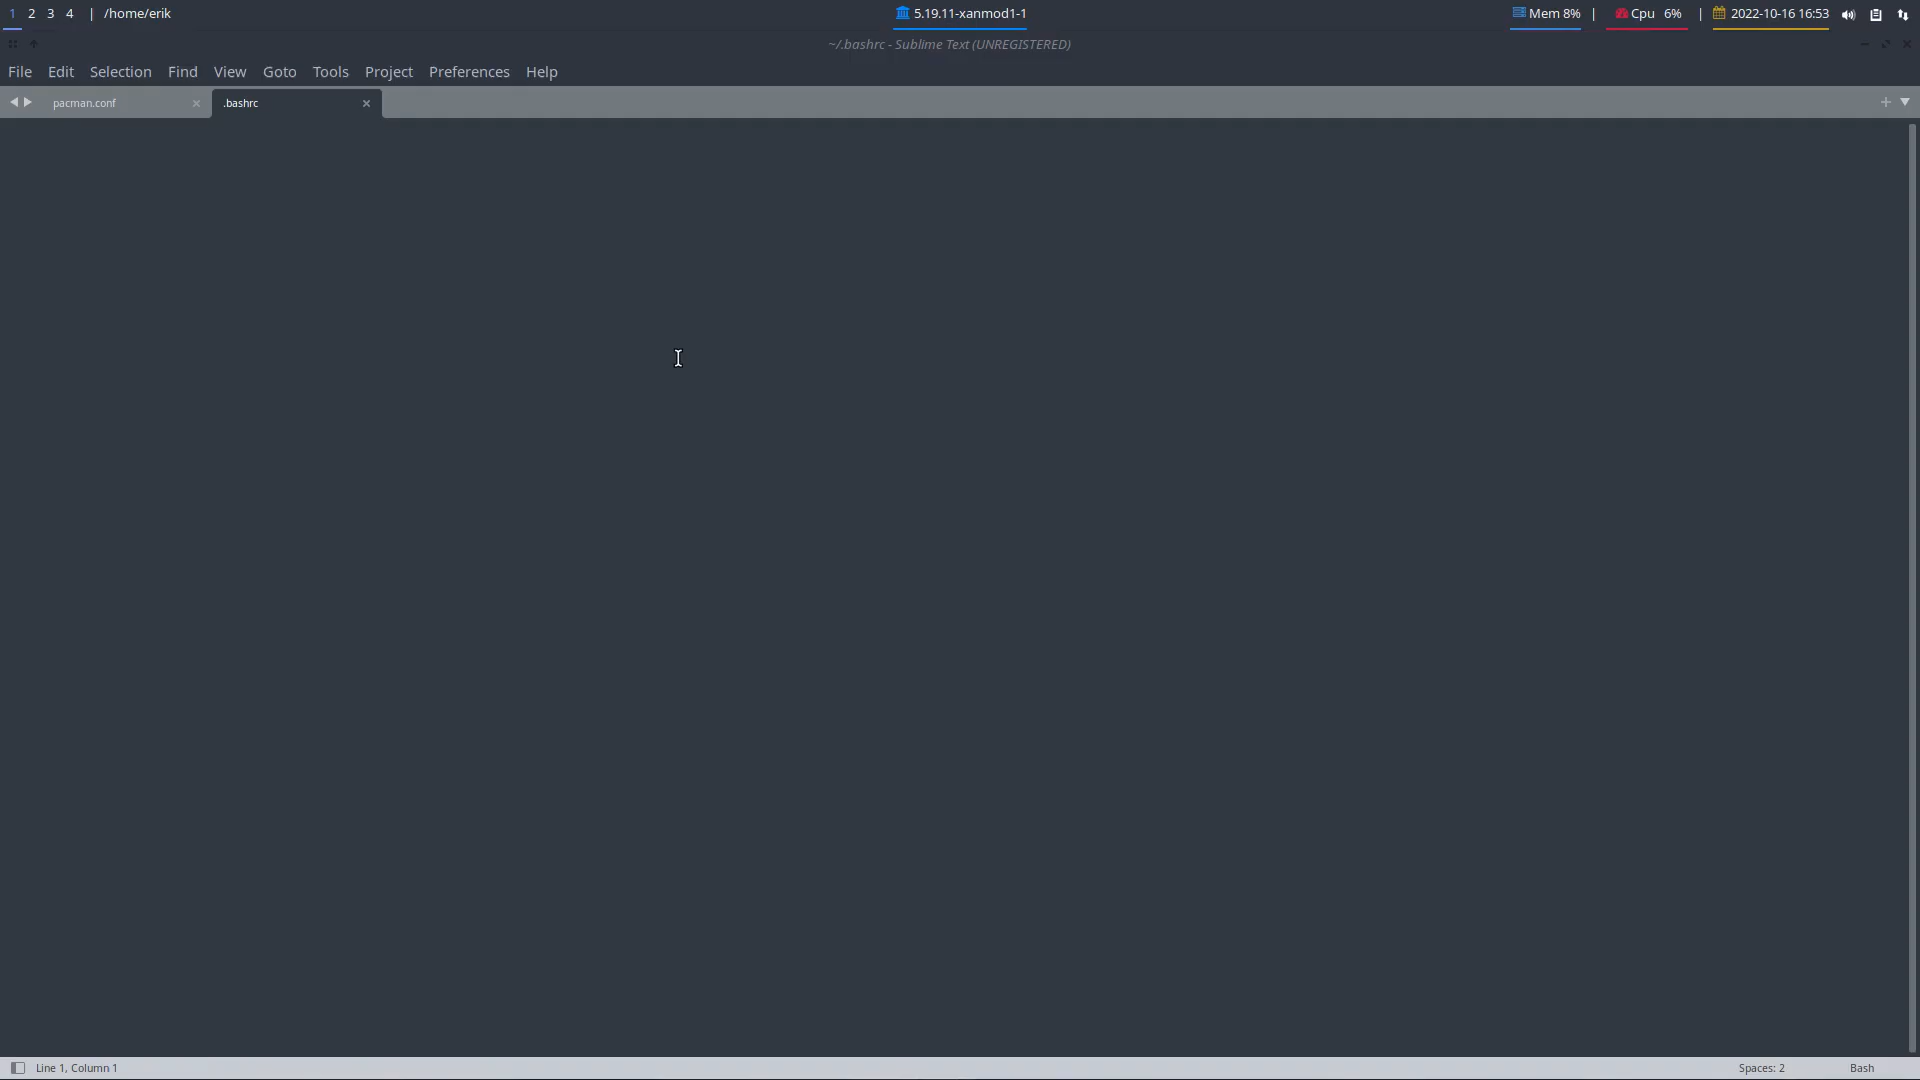 1 2 3 4 | /home/erik 5.19.11-xanmod1-1 Mem 8% | Cpu 6% | 2022-10-16 16:53
~/.bashrc - Sublime Text (UNREGISTERED)
File Edit Selection Find View Goto Tools Project Preferences Help
pacman.conf .bashrc
Line 1, Column 1 Spaces: 2 Bash